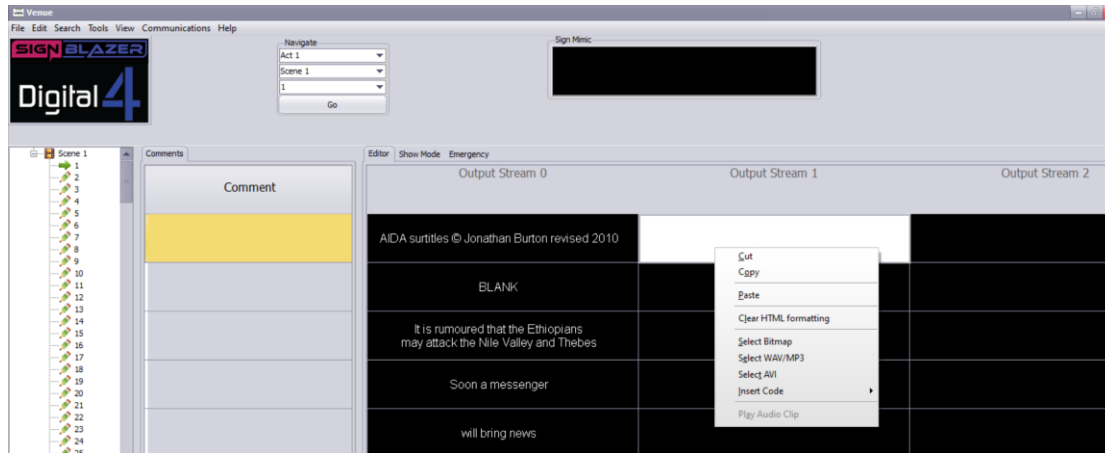 Venue
File Edit Search Tools View Communications Help
SIGN BLAZER
Digital 4
Navigate
Act 1
Scene 1
1
Go
Sign Mimic
Scene 1
1
2
3
4
5
6
7
8
9
10
11
12
13
14
15
16
17
18
19
20
21
22
23
24
25
Comments
Comment
Editor Show Mode Emergency
Output Stream 0 Output Stream 1 Output Stream 2
AIDA surtitles © Jonathan Burton revised 2010
BLANK
It is rumoured that the Ethiopians
may attack the Nile Valley and Thebes
Soon a messenger
will bring news
Cut
Copy
Paste
Clear HTML formatting
Select Bitmap
Select WAV/MP3
Select AVI
Insert Code
Play Audio Clip